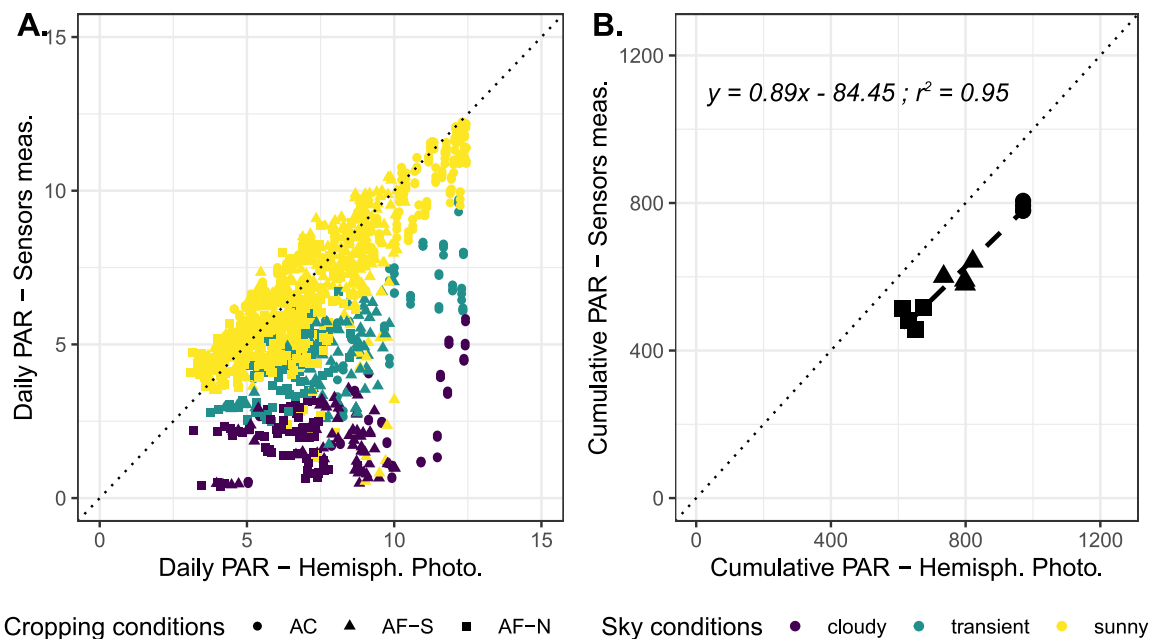 A.
B.
15
10
5
0
0 5 10 15
Daily PAR − Sensors meas.
Daily PAR − Hemisph. Photo.
y = 0.89x - 84.45 ; r² = 0.95
1200
800
400
0
0 400 800 1200
Cumulative PAR − Sensors meas.
Cumulative PAR − Hemisph. Photo.
Cropping conditions AC AF−S AF−N
Sky conditions cloudy transient sunny